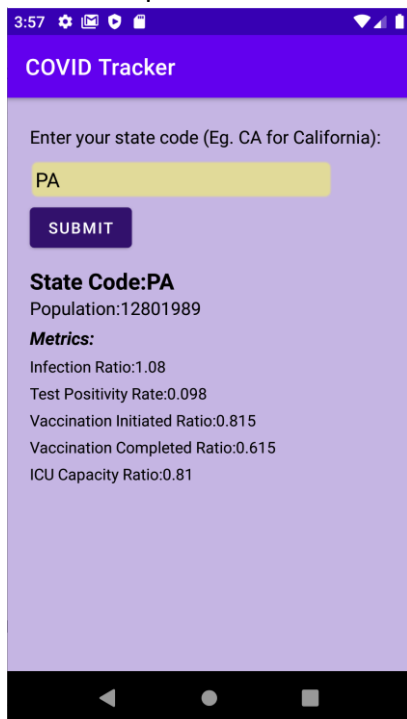 3:57
COVID Tracker
Enter your state code (Eg. CA for California):
PA
SUBMIT
State Code:PA
Population:12801989
Metrics:
Infection Ratio:1.08
Test Positivity Rate:0.098
Vaccination Initiated Ratio:0.815
Vaccination Completed Ratio:0.615
ICU Capacity Ratio:0.81